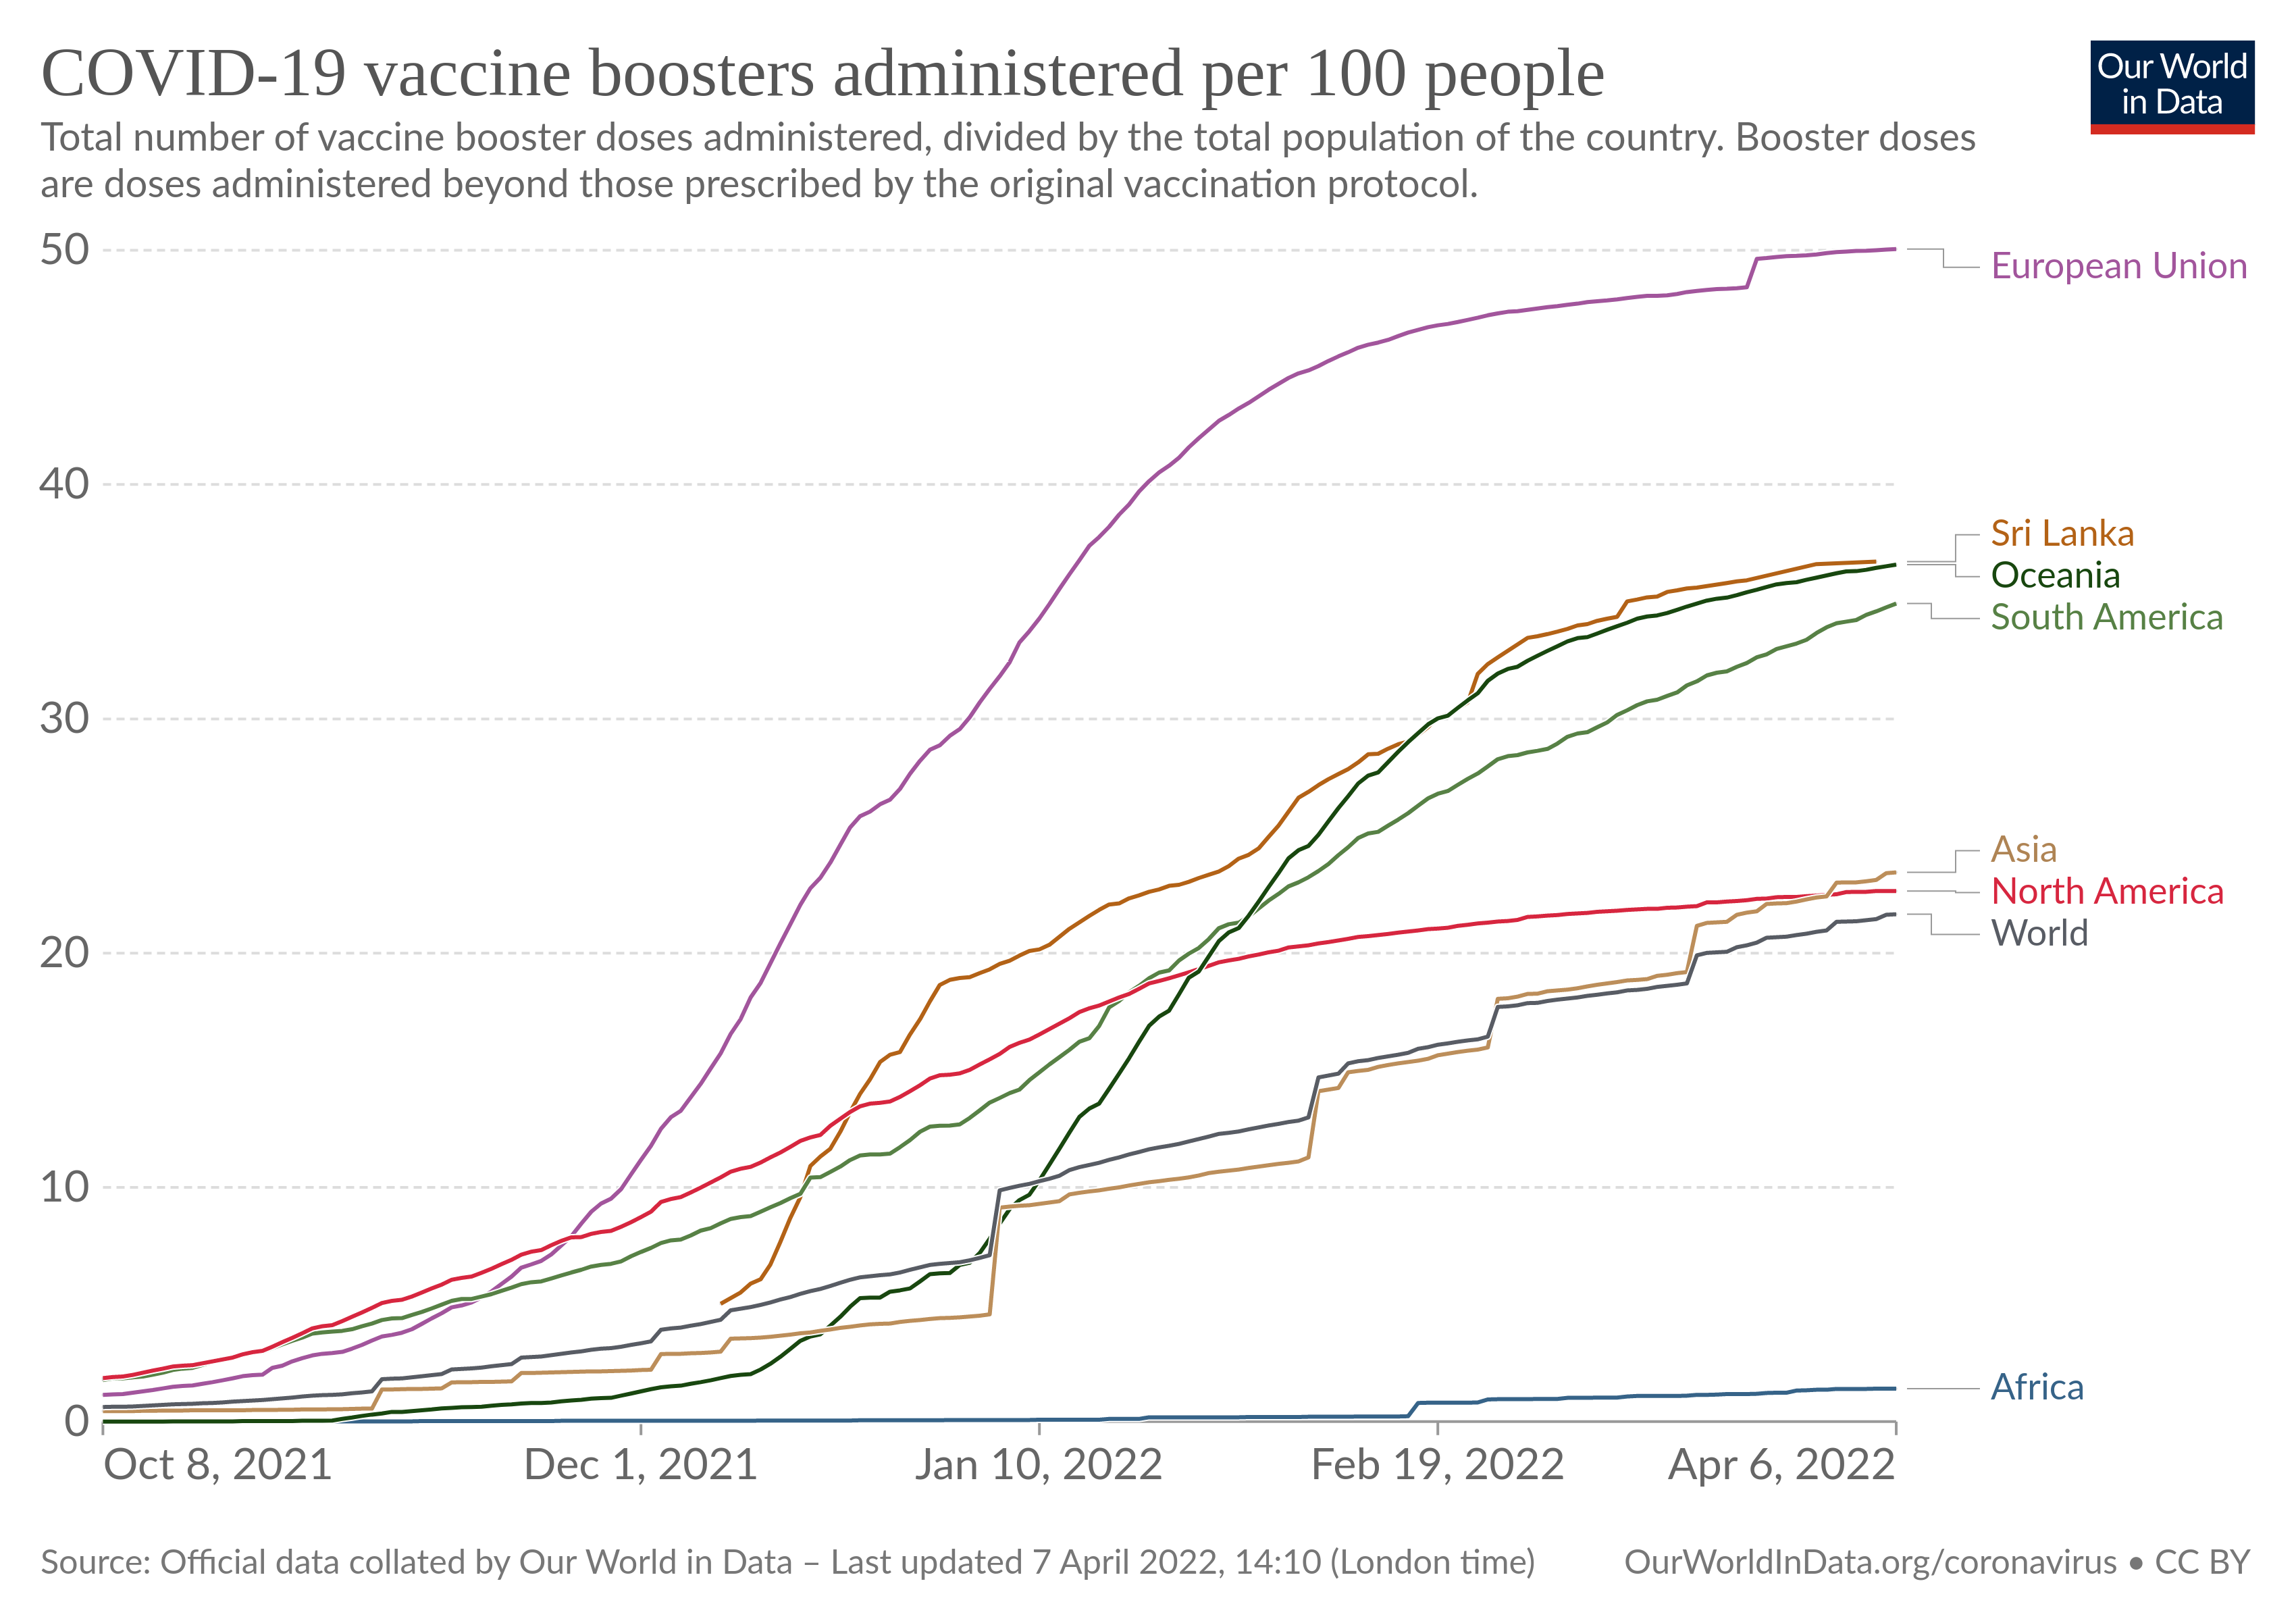 COVID-19 vaccine boosters administered per 100 people
Our World
in Data
Total number of vaccine booster doses administered, divided by the total population of the country. Booster doses
are doses administered beyond those prescribed by the original vaccination protocol.
50
European Union
40
Sri Lanka
Oceania
South America
30
Asia
North America
World
20
10
Africa
0
Oct 8, 2021
Dec 1, 2021
Jan 10, 2022
Feb 19, 2022
Apr 6, 2022
Source: Official data collated by Our World in Data – Last updated 7 April 2022, 14:10 (London time)
OurWorldInData.org/coronavirus • CC BY